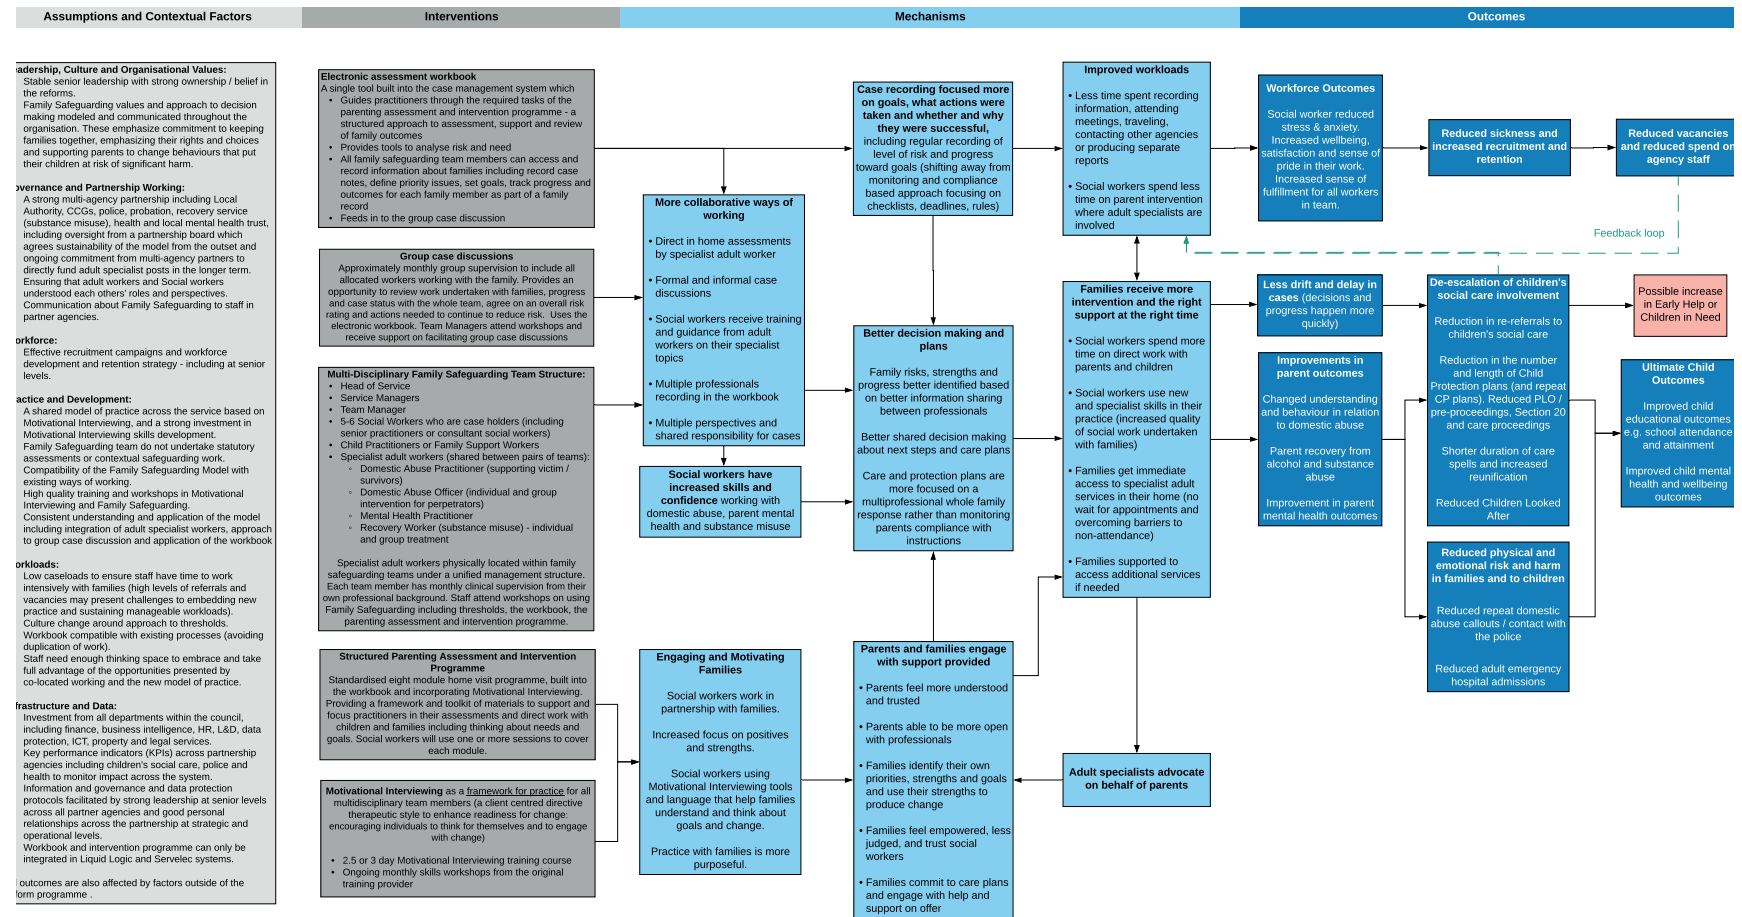 Assumptions and Contextual Factors
Interventions
Mechanisms
Outcomes
adership, Culture and Organisational Values:
Stable senior leadership with strong ownership / belief in
the reforms.
Family Safeguarding values and approach to decision
making modeled and communicated throughout the
organisation. These emphasize commitment to keeping
families together, emphasizing their rights and choices
and supporting parents to change behaviours that put
their children at risk of significant harm.
overnance and Partnership Working:
A strong multi-agency partnership including Local
Authority, CCGs, police, probation, recovery service
(substance misuse), health and local mental health trust,
including oversight from a partnership board which
agrees sustainability of the model from the outset and
ongoing commitment from multi-agency partners to
directly fund adult specialist posts in the longer term.
Ensuring that adult workers and Social workers
understood each others' roles and perspectives.
Communication about Family Safeguarding to staff in
partner agencies.
orkforce:
Effective recruitment campaigns and workforce
development and retention strategy - including at senior
levels.
actice and Development:
A shared model of practice across the service based on
Motivational Interviewing, and a strong investment in
Motivational Interviewing skills development.
Family Safeguarding team do not undertake statutory
assessments or contextual safeguarding work.
Compatibility of the Family Safeguarding Model with
existing ways of working.
High quality training and workshops in Motivational
Interviewing and Family Safeguarding.
Consistent understanding and application of the model
including integration of adult specialist workers, approach
to group case discussion and application of the workbook
orkloads:
Low caseloads to ensure staff have time to work
intensively with families (high levels of referrals and
vacancies may present challenges to embedding new
practice and sustaining manageable workloads).
Culture change around approach to thresholds.
Workbook compatible with existing processes (avoiding
duplication of work).
Staff need enough thinking space to embrace and take
full advantage of the opportunities presented by
co-located working and the new model of practice.
frastructure and Data:
Investment from all departments within the council,
including finance, business intelligence, HR, L&D, data
protection, ICT, property and legal services.
Key performance indicators (KPIs) across partnership
agencies including children's social care, police and
health to monitor impact across the system.
Information and governance and data protection
protocols facilitated by strong leadership at senior levels
across all partner agencies and good personal
relationships across the partnership at strategic and
operational levels.
Workbook and intervention programme can only be
integrated in Liquid Logic and Servelec systems.
outcomes are also affected by factors outside of the
form programme .
Electronic assessment workbook
A single tool built into the case management system which
• Guides practitioners through the required tasks of the
parenting assessment and intervention programme - a
structured approach to assessment, support and review
of family outcomes
• Provides tools to analyse risk and need
• All family safeguarding team members can access and
record information about families including record case
notes, define priority issues, set goals, track progress and
outcomes for each family member as part of a family
record
• Feeds in to the group case discussion
Group case discussions
Approximately monthly group supervision to include all
allocated workers working with the family. Provides an
opportunity to review work undertaken with families, progress
and case status with the whole team, agree on an overall risk
rating and actions needed to continue to reduce risk. Uses the
electronic workbook. Team Managers attend workshops and
receive support on facilitating group case discussions
Multi-Disciplinary Family Safeguarding Team Structure:
• Head of Service
• Service Managers
• Team Manager
• 5-6 Social Workers who are case holders (including
senior practitioners or consultant social workers)
• Child Practitioners or Family Support Workers
• Specialist adult workers (shared between pairs of teams):
◦ Domestic Abuse Practitioner (supporting victim /
survivors)
◦ Domestic Abuse Officer (individual and group
intervention for perpetrators)
◦ Mental Health Practitioner
◦ Recovery Worker (substance misuse) - individual
and group treatment
Specialist adult workers physically located within family
safeguarding teams under a unified management structure.
Each team member has monthly clinical supervision from their
own professional background. Staff attend workshops on using
Family Safeguarding including thresholds, the workbook, the
parenting assessment and intervention programme.
Structured Parenting Assessment and Intervention
Programme
Standardised eight module home visit programme, built into
the workbook and incorporating Motivational Interviewing.
Providing a framework and toolkit of materials to support and
focus practitioners in their assessments and direct work with
children and families including thinking about needs and
goals. Social workers will use one or more sessions to cover
each module.
Motivational Interviewing as a framework for practice for all
multidisciplinary team members (a client centred directive
therapeutic style to enhance readiness for change:
encouraging individuals to think for themselves and to engage
with change)
• 2.5 or 3 day Motivational Interviewing training course
• Ongoing monthly skills workshops from the original
training provider
More collaborative ways of
working
• Direct in home assessments
by specialist adult worker
• Formal and informal case
discussions
• Social workers receive training
and guidance from adult
workers on their specialist
topics
• Multiple professionals
recording in the workbook
• Multiple perspectives and
shared responsibility for cases
Social workers have
increased skills and
confidence working with
domestic abuse, parent mental
health and substance misuse
Engaging and Motivating
Families
Social workers work in
partnership with families.
Increased focus on positives
and strengths.
Social workers using
Motivational Interviewing tools
and language that help families
understand and think about
goals and change.
Practice with families is more
purposeful.
Case recording focused more
on goals, what actions were
taken and whether and why
they were successful,
including regular recording of
level of risk and progress
toward goals (shifting away from
monitoring and compliance
based approach focusing on
checklists, deadlines, rules)
Better decision making and
plans
Family risks, strengths and
progress better identified based
on better information sharing
between professionals
Better shared decision making
about next steps and care plans
Care and protection plans are
more focused on a
multiprofessional whole family
response rather than monitoring
parents compliance with
instructions
Parents and families engage
with support provided
• Parents feel more understood
and trusted
• Parents able to be more open
with professionals
• Families identify their own
priorities, strengths and goals
and use their strengths to
produce change
• Families feel empowered, less
judged, and trust social
workers
• Families commit to care plans
and engage with help and
support on offer
Improved workloads
• Less time spent recording
information, attending
meetings, traveling,
contacting other agencies
or producing separate
reports
• Social workers spend less
time on parent intervention
where adult specialists are
involved
Families receive more
intervention and the right
support at the right time
• Social workers spend more
time on direct work with
parents and children
• Social workers use new
and specialist skills in their
practice (increased quality
of social work undertaken
with families)
• Families get immediate
access to specialist adult
services in their home (no
wait for appointments and
overcoming barriers to
non-attendance)
• Families supported to
access additional services
if needed
Adult specialists advocate
on behalf of parents
Workforce Outcomes
Social worker reduced
stress & anxiety.
Increased wellbeing,
satisfaction and sense of
pride in their work.
Increased sense of
fulfillment for all workers
in team.
Reduced sickness and
increased recruitment and
retention
Reduced vacancies
and reduced spend on
agency staff
Feedback loop
Less drift and delay in
cases (decisions and
progress happen more
quickly)
Improvements in
parent outcomes
Changed understanding
and behaviour in relation
to domestic abuse
Parent recovery from
alcohol and substance
abuse
Improvement in parent
mental health outcomes
De-escalation of children's
social care involvement
Reduction in re-referrals to
children's social care
Reduction in the number
and length of Child
Protection plans (and repeat
CP plans). Reduced PLO /
pre-proceedings, Section 20
and care proceedings
Shorter duration of care
spells and increased
reunification
Reduced Children Looked
After
Reduced physical and
emotional risk and harm
in families and to children
Reduced repeat domestic
abuse callouts / contact with
the police
Reduced adult emergency
hospital admissions
Possible increase
in Early Help or
Children in Need
Ultimate Child
Outcomes
Improved child
educational outcomes
e.g. school attendance
and attainment
Improved child mental
health and wellbeing
outcomes